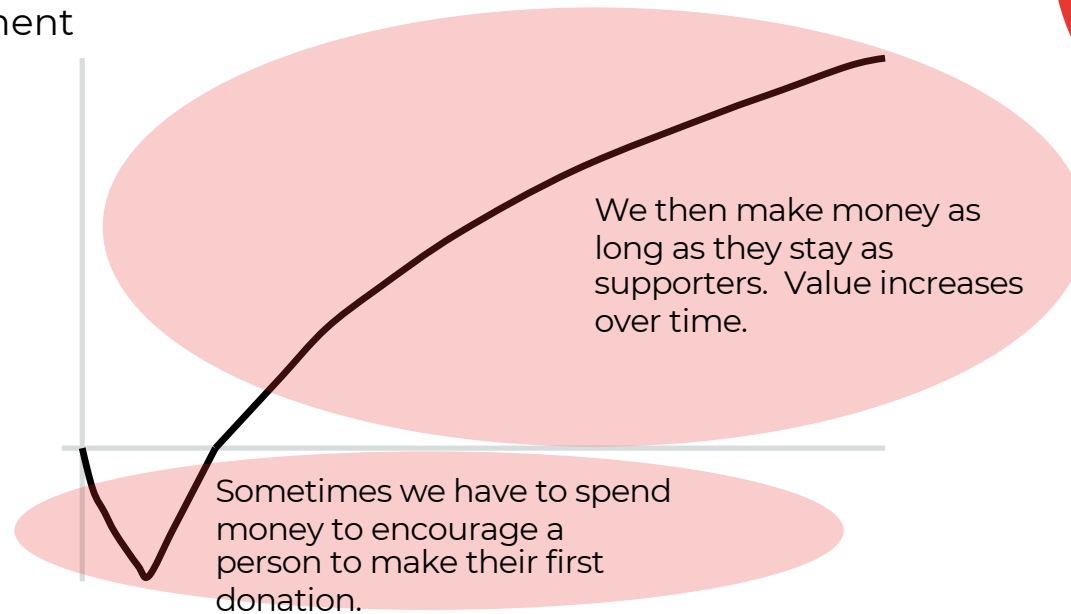 We then make money as
long as they stay as
supporters.  Value increases
over time.
Sometimes we have to spend
money to encourage a
person to make their first
donation.